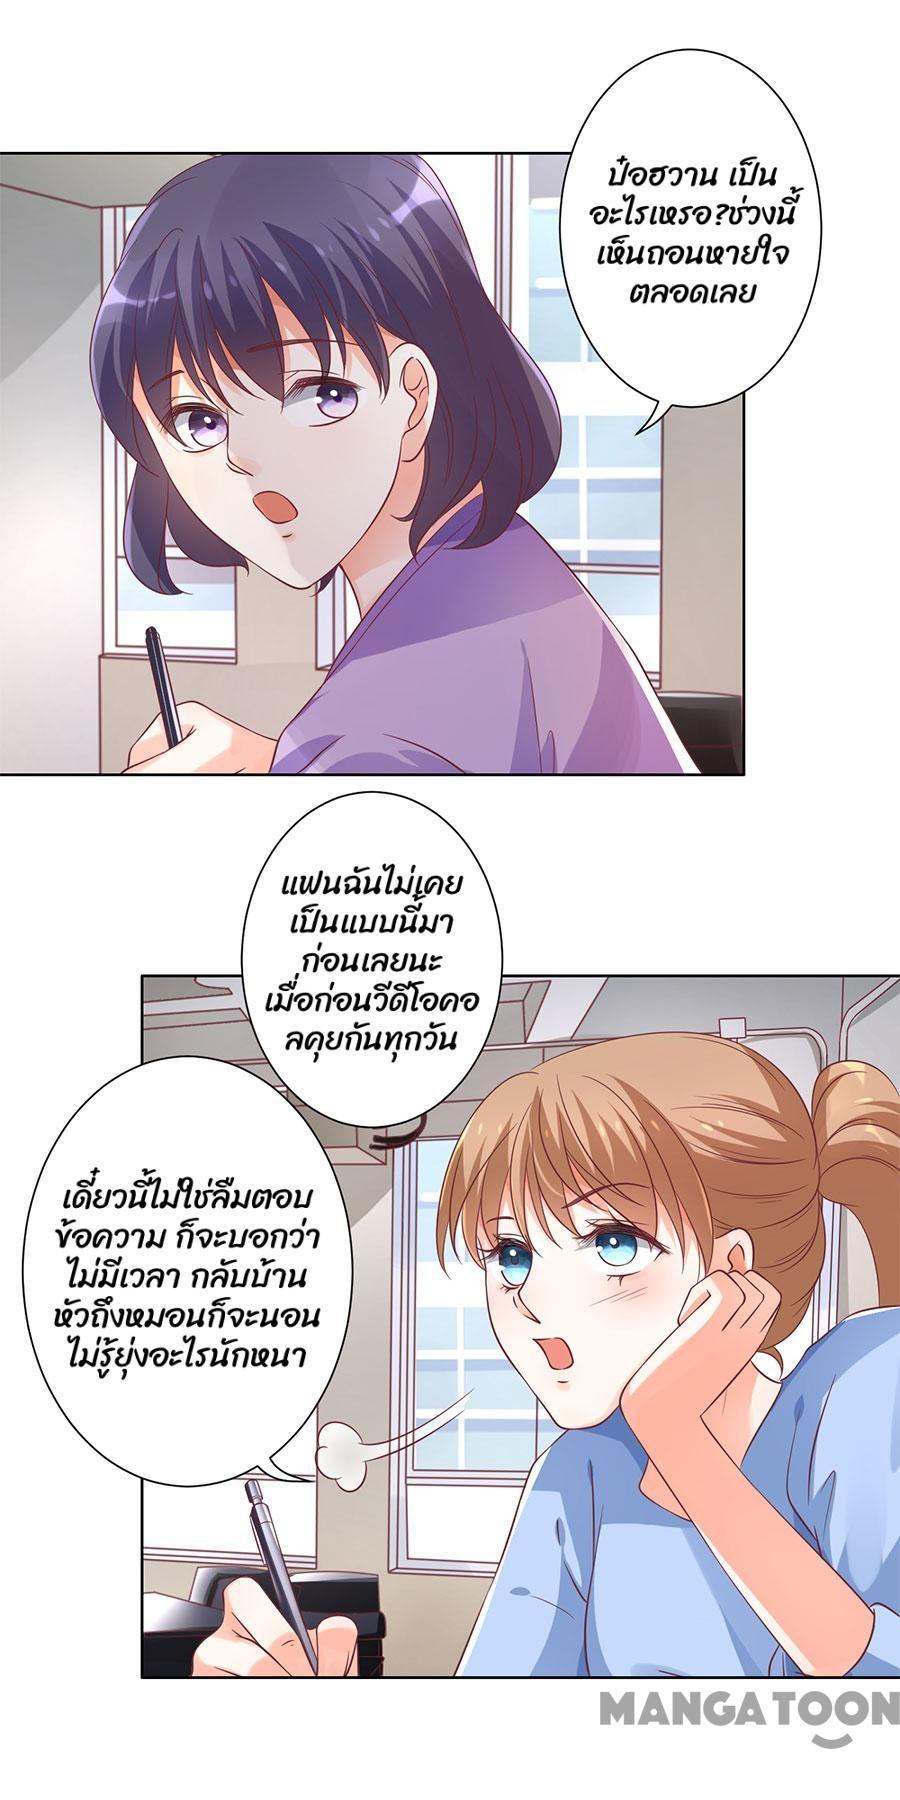 ป๋อฮวาน เป็น
อะไรเหรอ?ช่วงนี้
เห็นถอนหายใจ
ตลอดเลย
แฟนฉันไม่เคย
เป็นแบบนี้มา
ก่อนเลยนะ
เมื่อก่อนวีดีโอคอ
ลคุยกันทุกวัน
เดี๋ยวนี้ไม่ใช่ลืมตอบ
ข้อความ ก็จะบอกว่า
ไม่มีเวลา กลับบ้าน
หัวถึงหมอนก็จะนอน
ไม่รู้ยุ่งอะไรนักหนา
MANGATOON